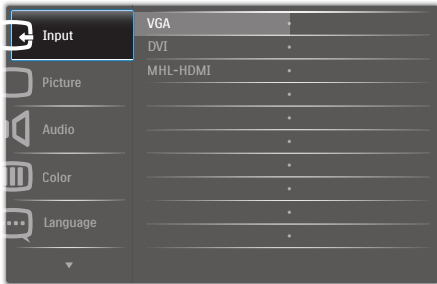 Input
Picture
Audio
Color
Language
VGA
DVI
MHL-HDMI